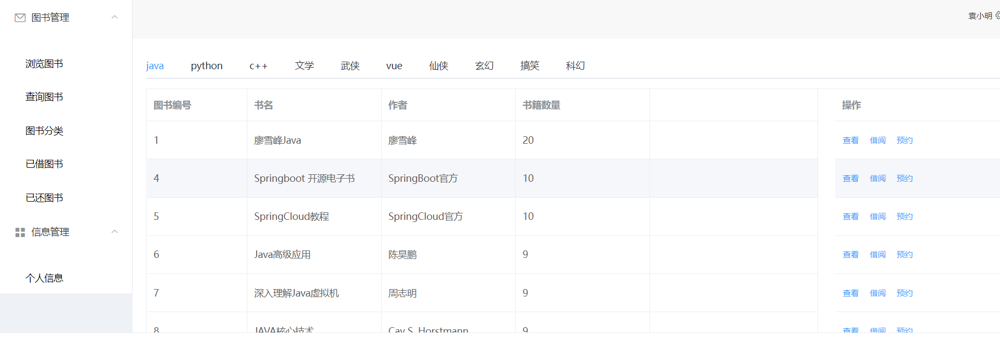 图书管理
浏览图书
查询图书
图书分类
已借图书
已还图书
信息管理
个人信息
袁小明
java python c++ 文学 武侠 vue 仙侠 玄幻 搞笑 科幻
图书编号 书名 作者 书籍数量 操作
1 廖雪峰Java 廖雪峰 20 查看 借阅 预约
4 Springboot 开源电子书 SpringBoot官方 10 查看 借阅 预约
5 SpringCloud教程 SpringCloud官方 10 查看 借阅 预约
6 Java高级应用 陈昊鹏 9 查看 借阅 预约
7 深入理解Java虚拟机 周志明 9 查看 借阅 预约
8 JAVA核心技术 Cay S. Horstmann 9 查看 借阅 预约